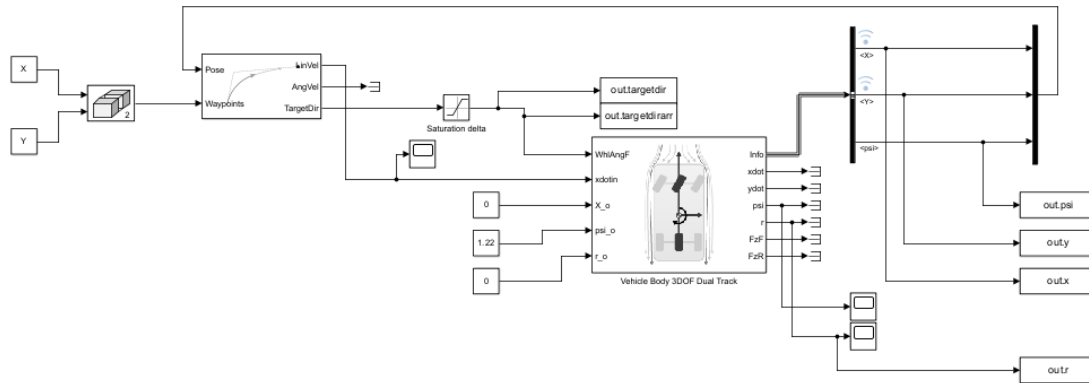 X
Y
2
Pose
Waypoints
LinVel
AngVel
TargetDir
Saturation delta
out.targetdir
out.targetdirarr
WhlAngF
xdotin
X_o
psi_o
r_o
0
1.22
0
Info
xdot
ydot
psi
r
FzF
FzR
Vehicle Body 3DOF Dual Track
<X>
<Y>
<psi>
out.psi
out.y
out.x
out.r